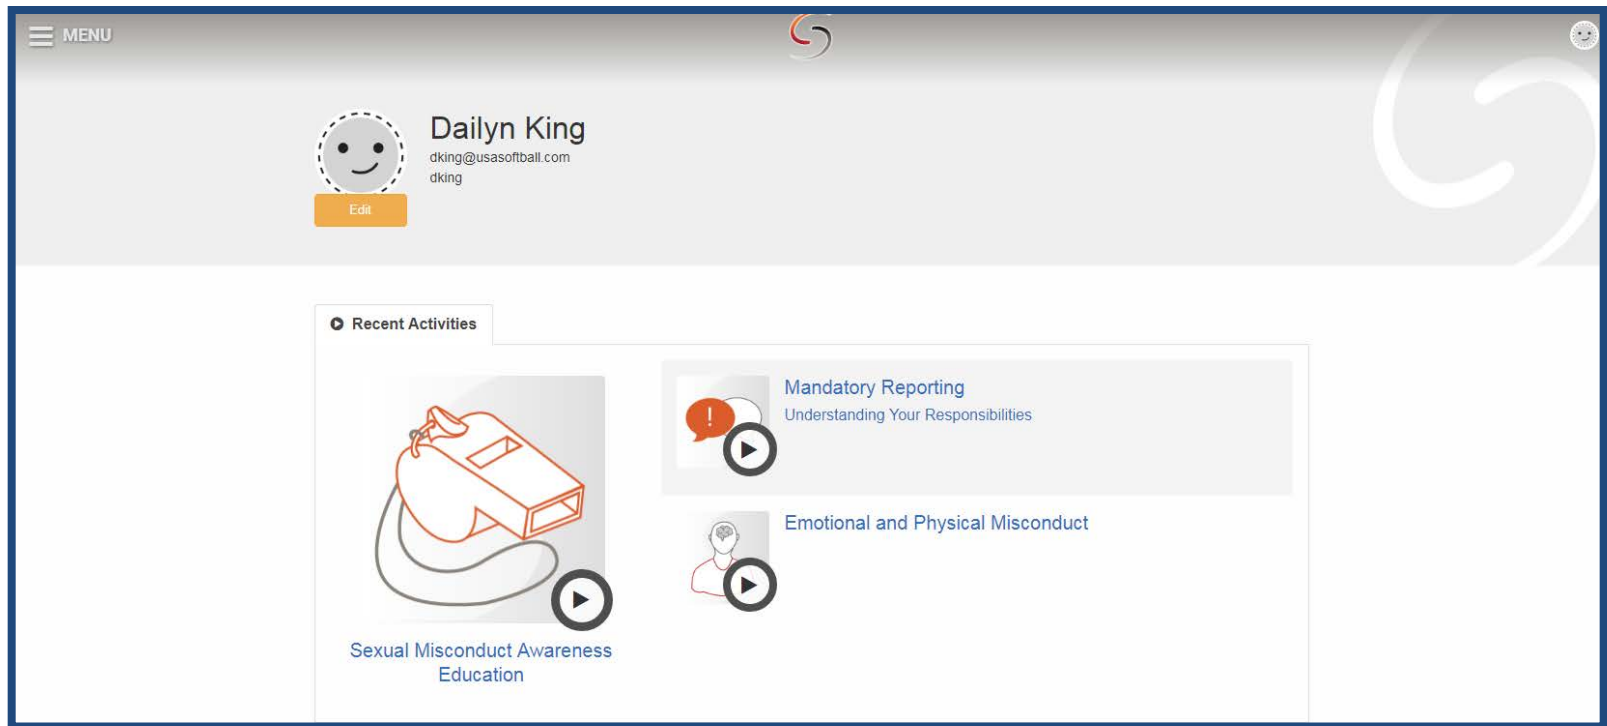 MENU
Dailyn King
dking@usasoftball.com
dking
Edit
Recent Activities
Sexual Misconduct Awareness
Education
Mandatory Reporting
Understanding Your Responsibilities
Emotional and Physical Misconduct